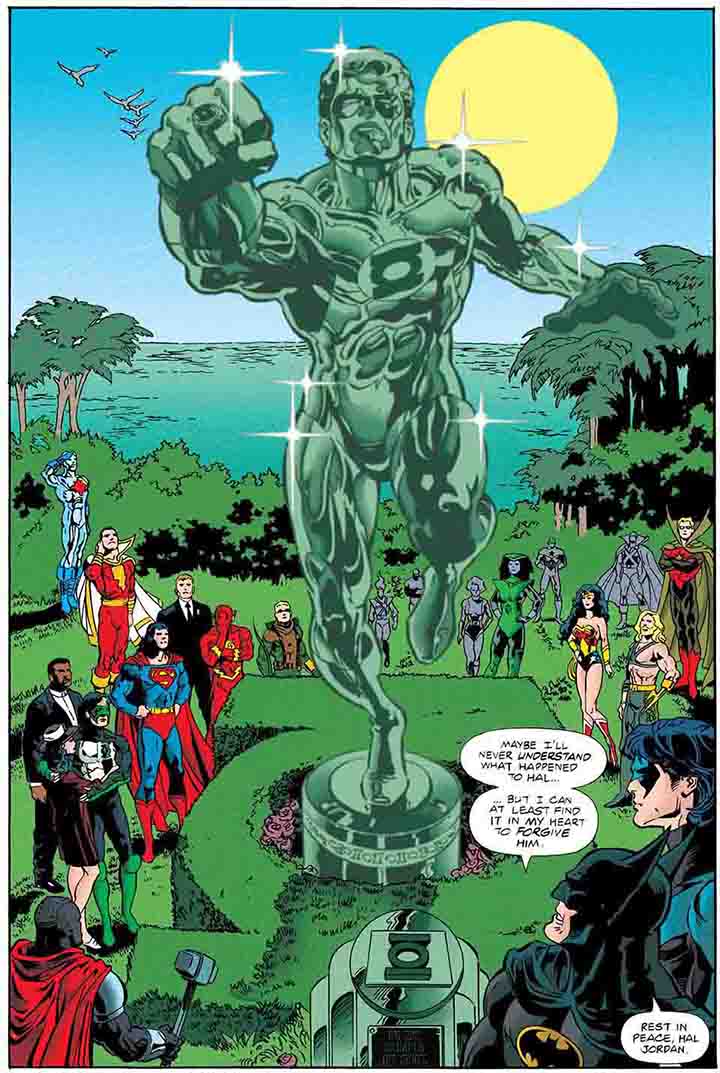 MAYBE I'LL
NEVER UNDERSTAND
WHAT HAPPENED
TO HAL...
... BUT I CAN
AT LEAST FIND
IT IN MY HEART
TO FORGIVE
HIM.
REST IN
PEACE, HAL
JORDAN.